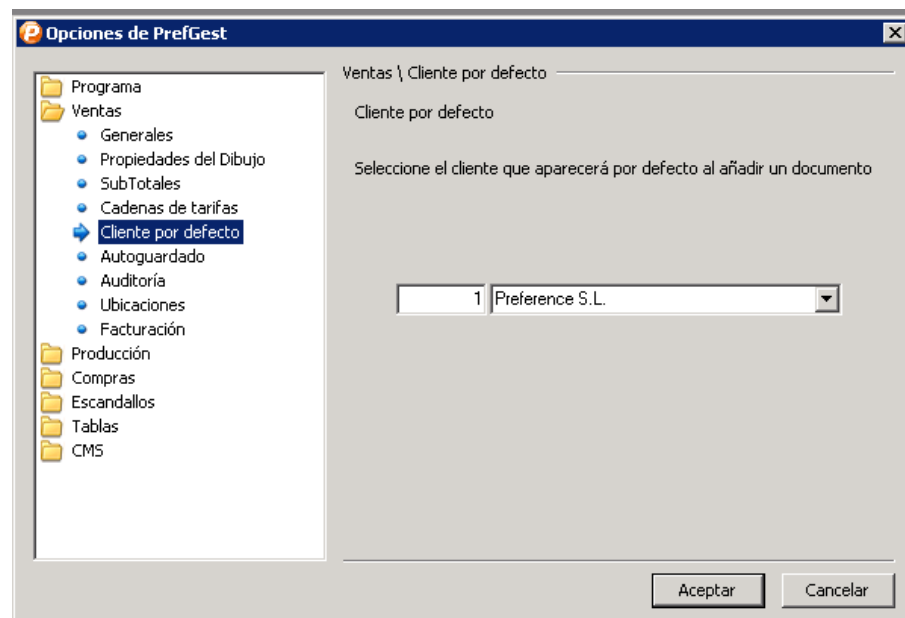 Opciones de PrefGest
Programa
Ventas
Generales
Propiedades del Dibujo
SubTotales
Cadenas de tarifas
Cliente por defecto
Autoguardado
Auditoría
Ubicaciones
Facturación
Producción
Compras
Escandallos
Tablas
CMS
Ventas \ Cliente por defecto
Cliente por defecto
Seleccione el cliente que aparecerá por defecto al añadir un documento
1 Preference S.L.
Aceptar Cancelar